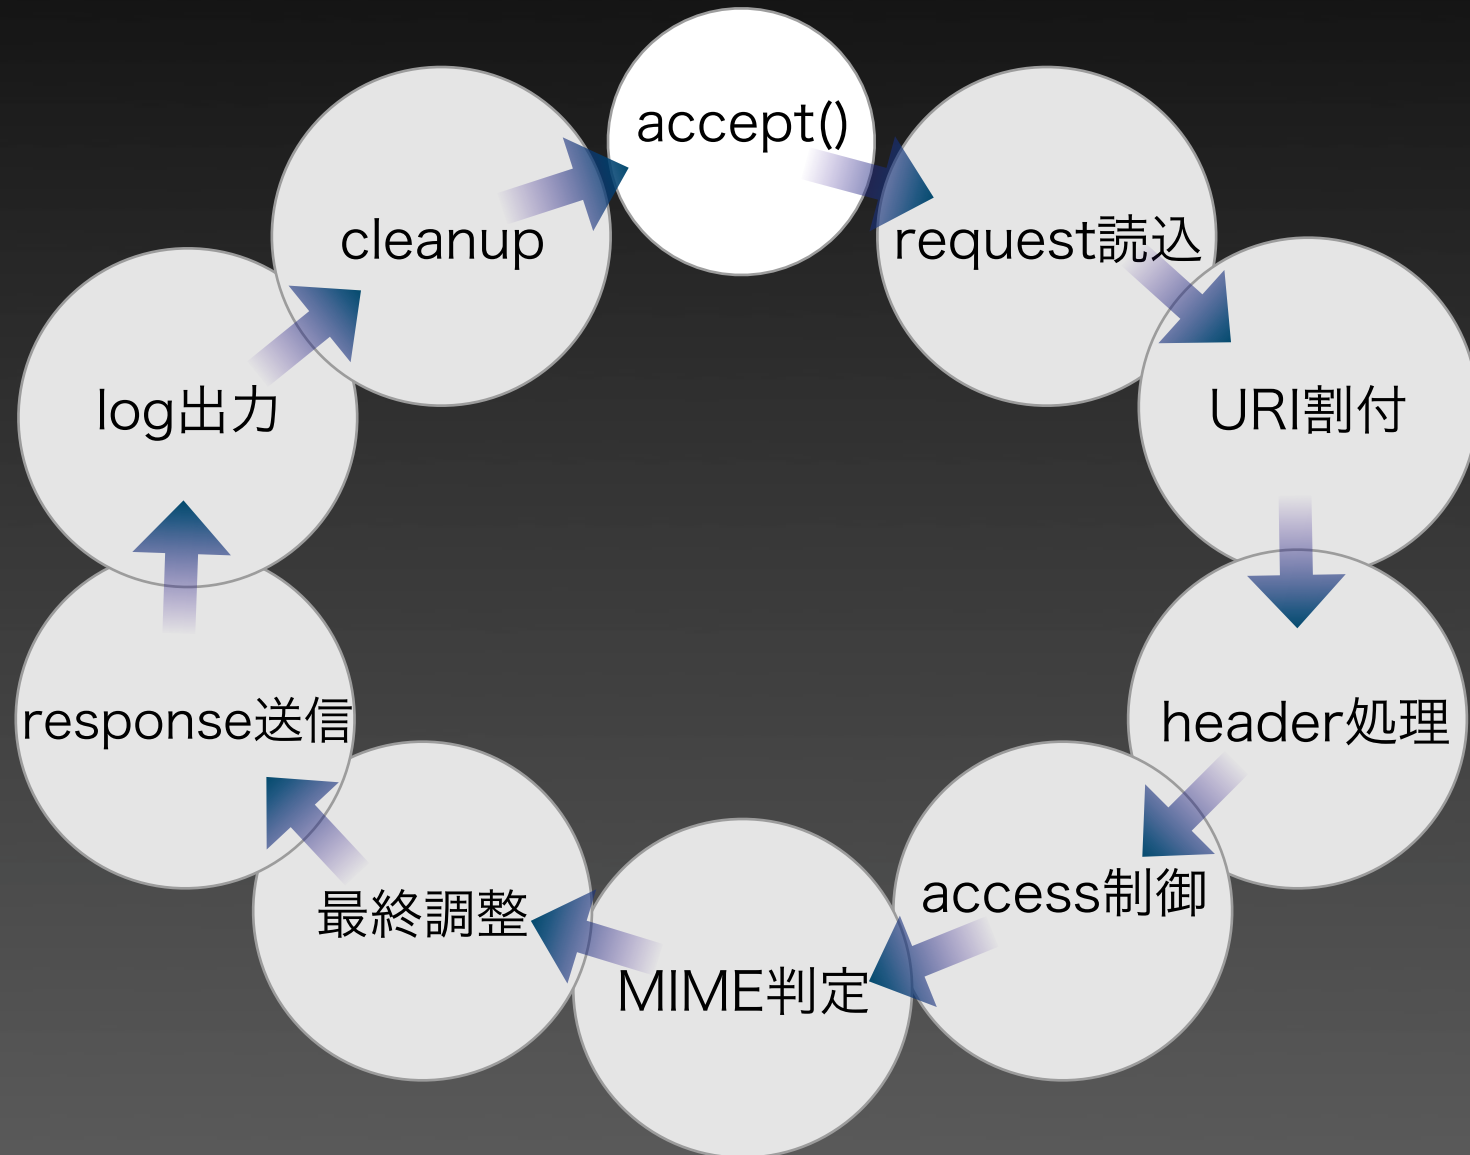 accept()
request読込
URI割付
header処理
access制御
MIME判定
最終調整
response送信
log出力
cleanup